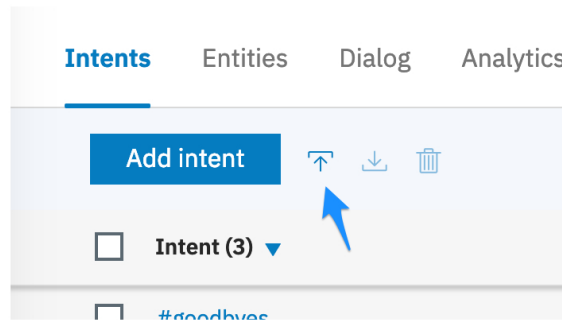 Intents Entities Dialog Analytics
Add intent
Intent (3)
#goodbyes